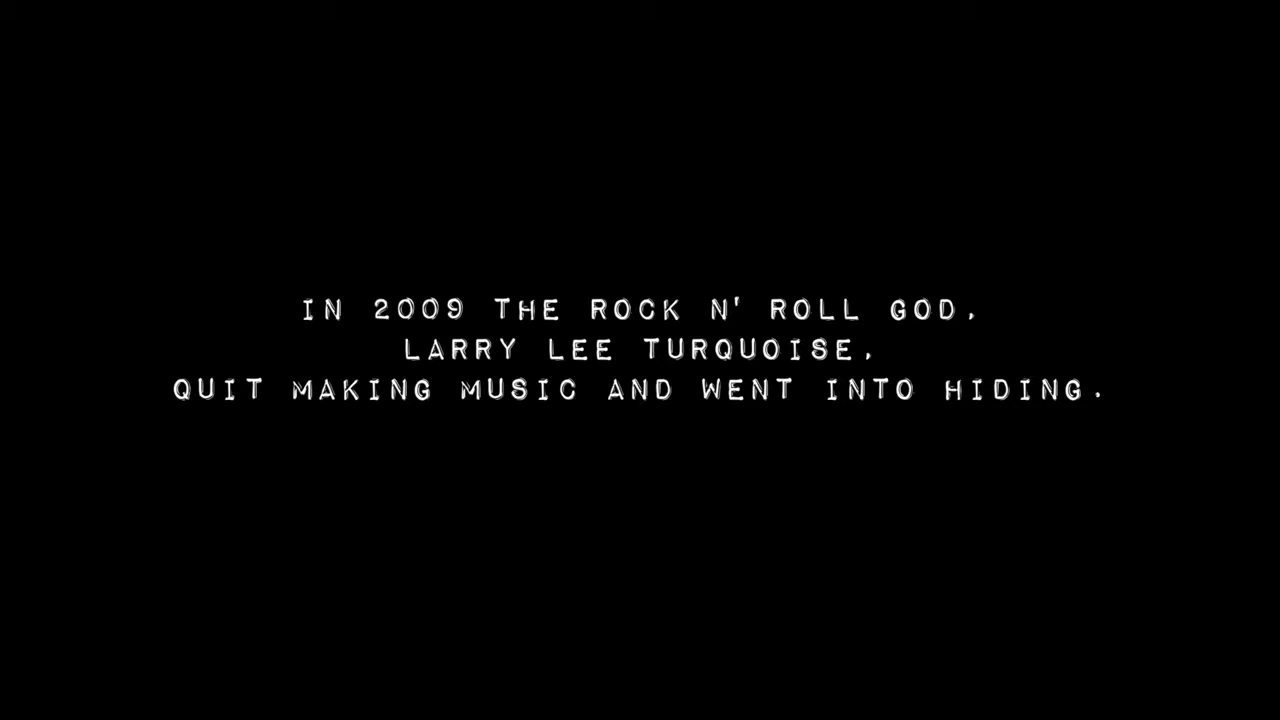 IN 2009 THE ROCK N' ROLL GOD,
LARRY LEE TURQUOISE,
QUIT MAKING MUSIC AND WENT INTO HIDING.